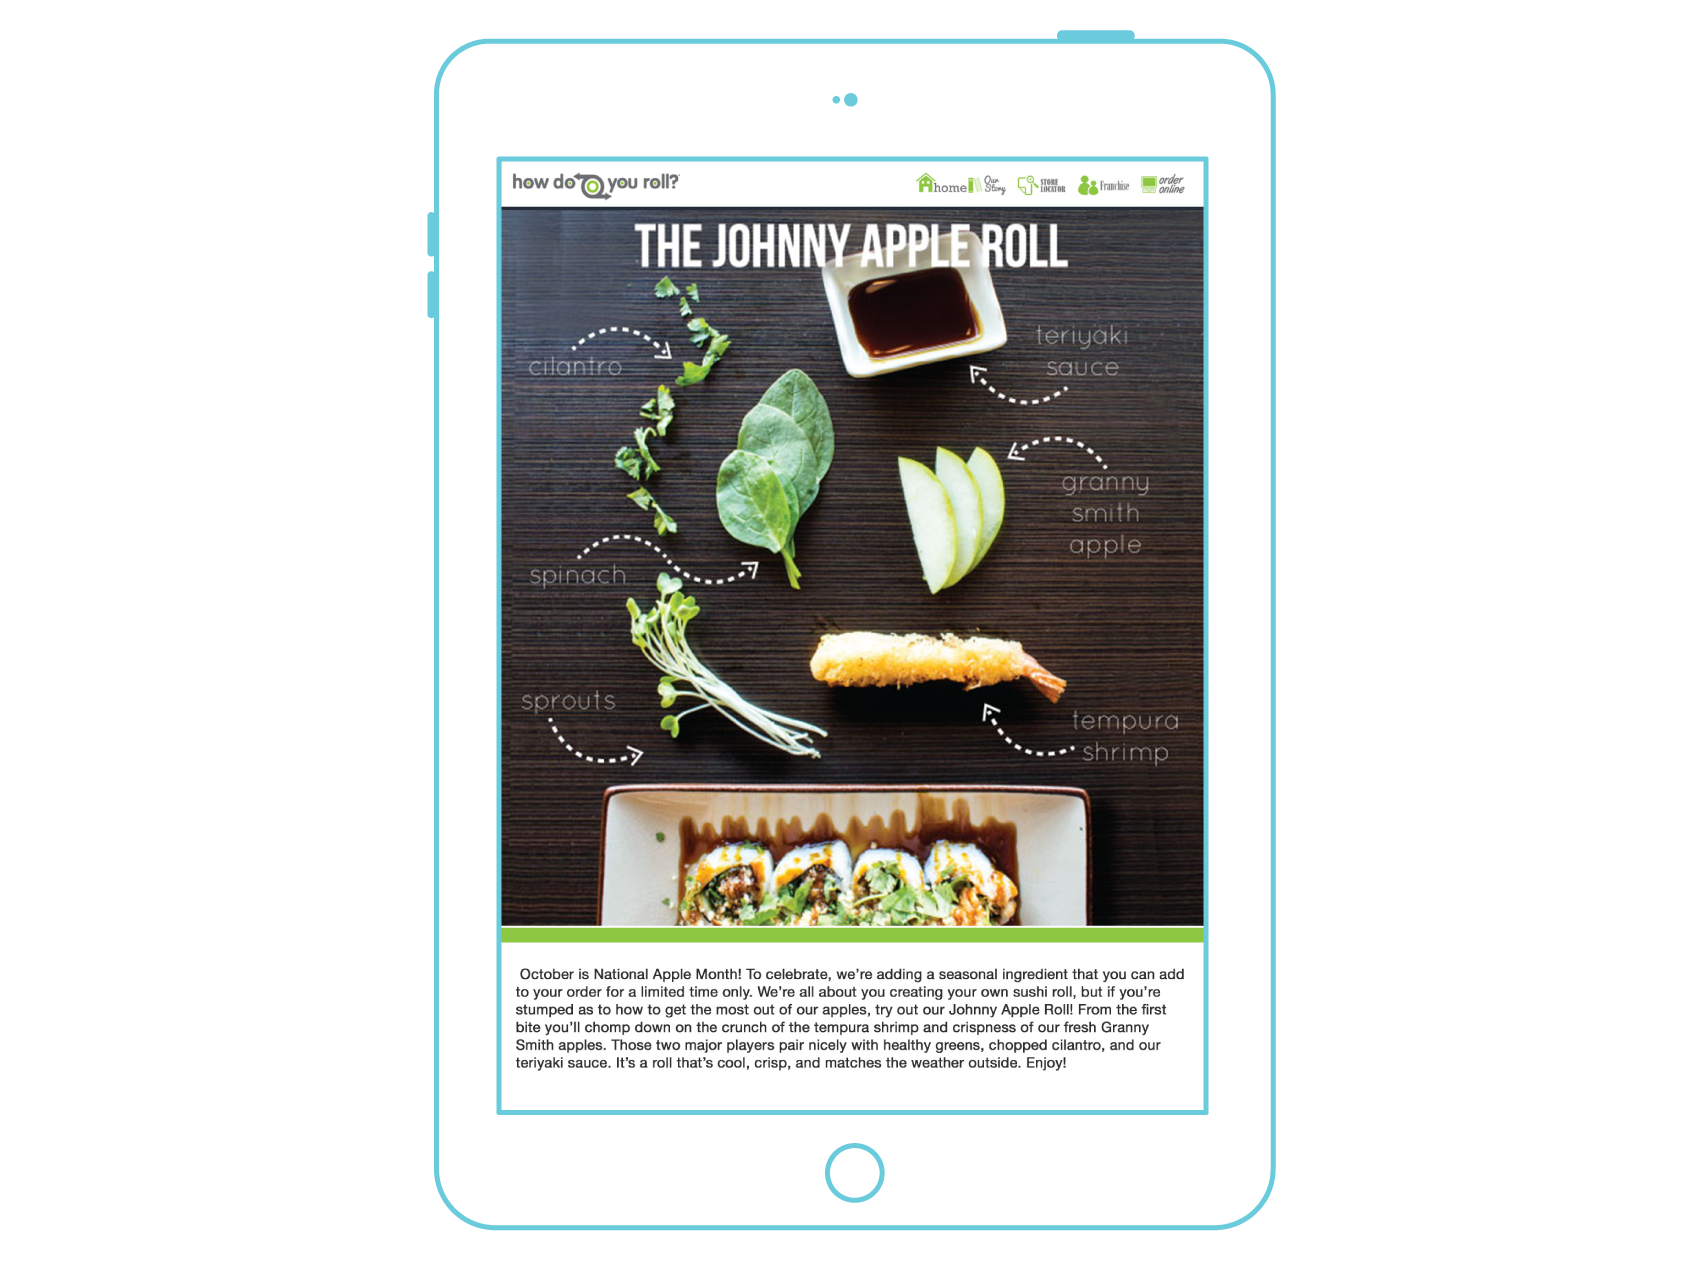 how do you roll?
home
Our Story
STORE LOCATOR
Franchise
order online
THE JOHNNY APPLE ROLL
cilantro
teriyaki
sauce
granny
smith
apple
spinach
sprouts
tempura
shrimp
October is National Apple Month! To celebrate, we’re adding a seasonal ingredient that you can add
to your order for a limited time only. We’re all about you creating your own sushi roll, but if you’re
stumped as to how to get the most out of our apples, try out our Johnny Apple Roll! From the first
bite you’ll chomp down on the crunch of the tempura shrimp and crispness of our fresh Granny
Smith apples. Those two major players pair nicely with healthy greens, chopped cilantro, and our
teriyaki sauce. It’s a roll that’s cool, crisp, and matches the weather outside. Enjoy!